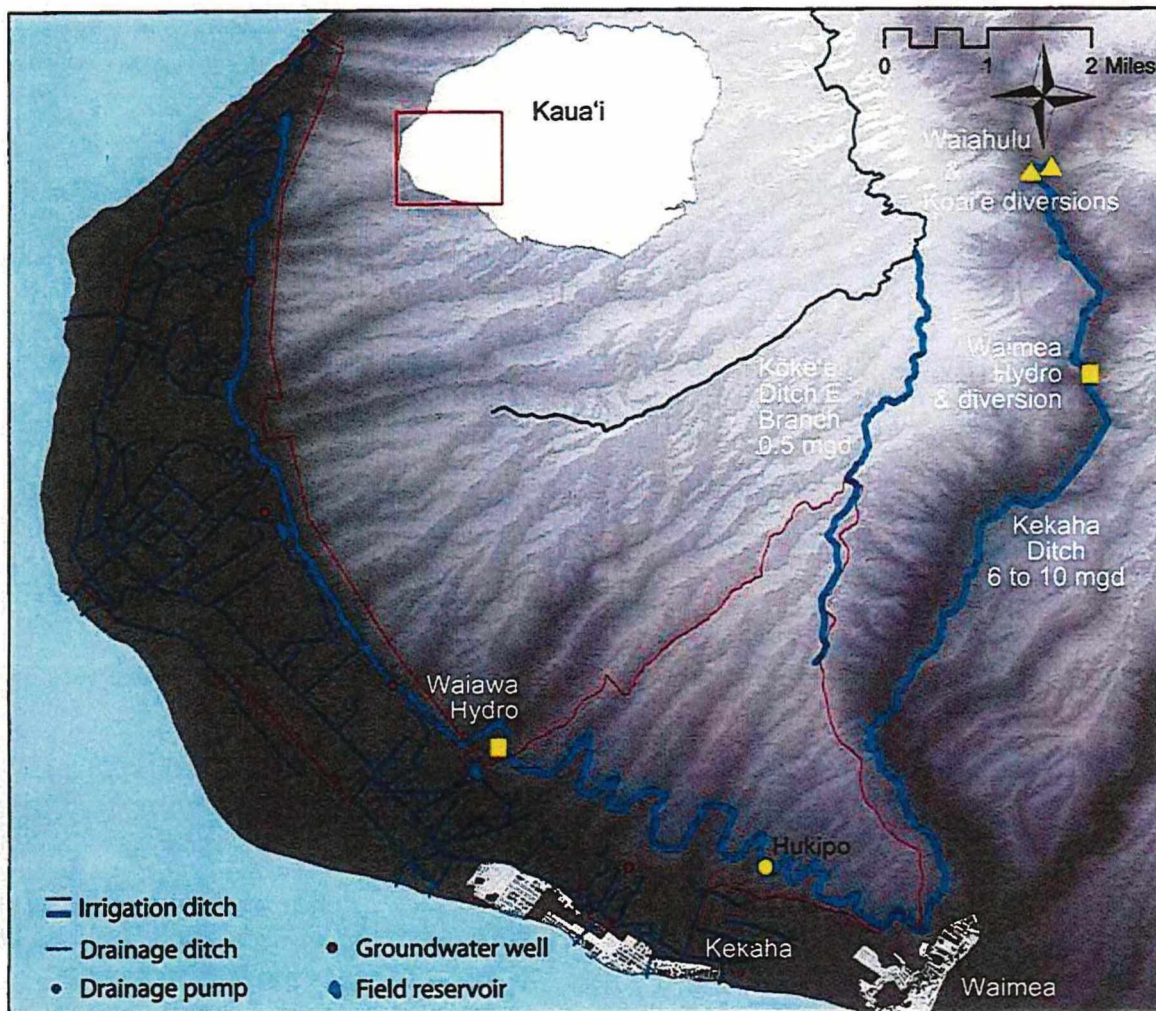 Kaua'i
0 1 2 Miles
Waiahulu
Koai'e diversions
Waimea
Hydro
& diversion
Kōke'e
Ditch E
Branch
0.5 mgd
Kekaha
Ditch
6 to 10 mgd
Waiawa
Hydro
Hukipo
Kekaha
Waimea
Irrigation ditch
Drainage ditch
Drainage pump
Groundwater well
Field reservoir